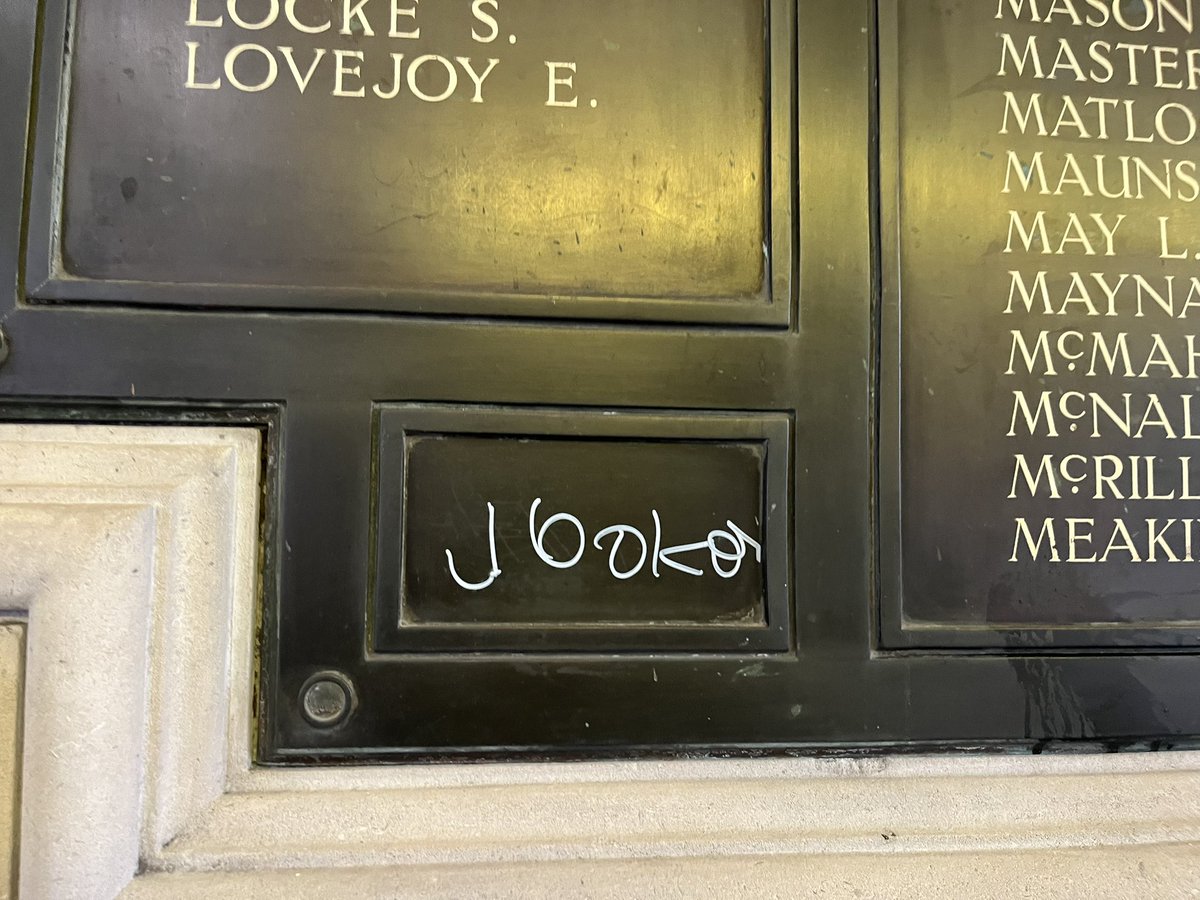 LOCKE S.
LOVEJOY E.
MASON
MASTER
MATLO
MAUNS
MAY L.
MAYNA
McMAH
McNAL
McRILL
MEAKI